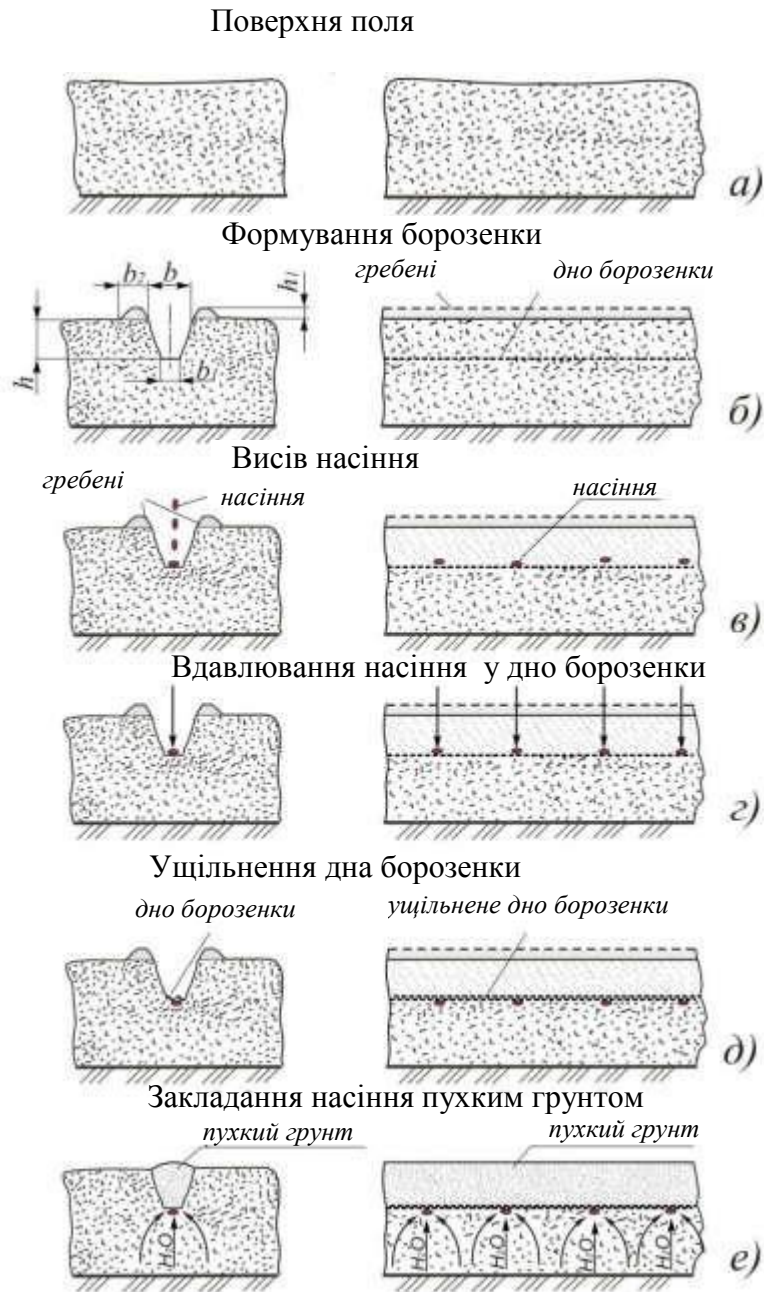 Поверхня поля
а)
Формування борозенки
b₂ b h₁ гребені дно борозенки
h b₁
б)
Висів насіння
гребені насіння насіння
в)
Вдавлювання насіння у дно борозенки
г)
Ущільнення дна борозенки
дно борозенки ущільнене дно борозенки
д)
Закладання насіння пухким грунтом
пухкий грунт пухкий грунт
H₂O H₂O H₂O H₂O H₂O
е)